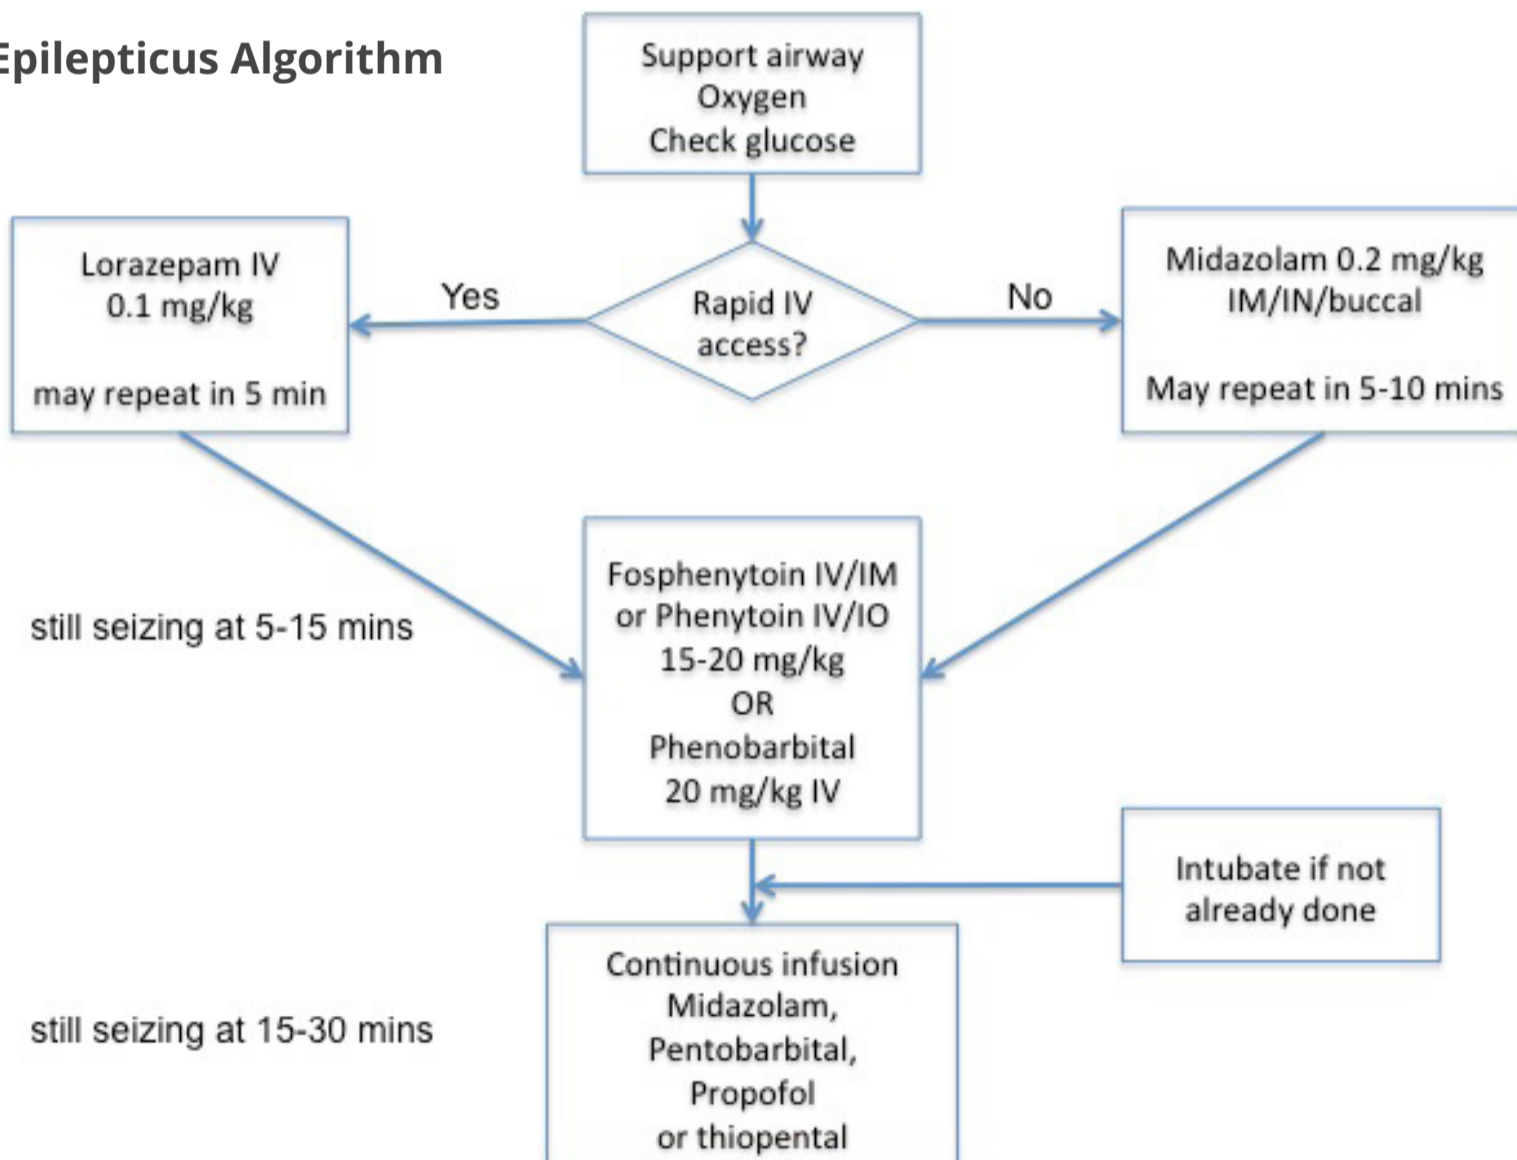 Epilepticus Algorithm
Support airway
Oxygen
Check glucose
Lorazepam IV
0.1 mg/kg
may repeat in 5 min
Yes
Rapid IV
access?
No
Midazolam 0.2 mg/kg
IM/IN/buccal
May repeat in 5-10 mins
still seizing at 5-15 mins
Fosphenytoin IV/IM
or Phenytoin IV/IO
15-20 mg/kg
OR
Phenobarbital
20 mg/kg IV
Intubate if not
already done
still seizing at 15-30 mins
Continuous infusion
Midazolam,
Pentobarbital,
Propofol
or thiopental